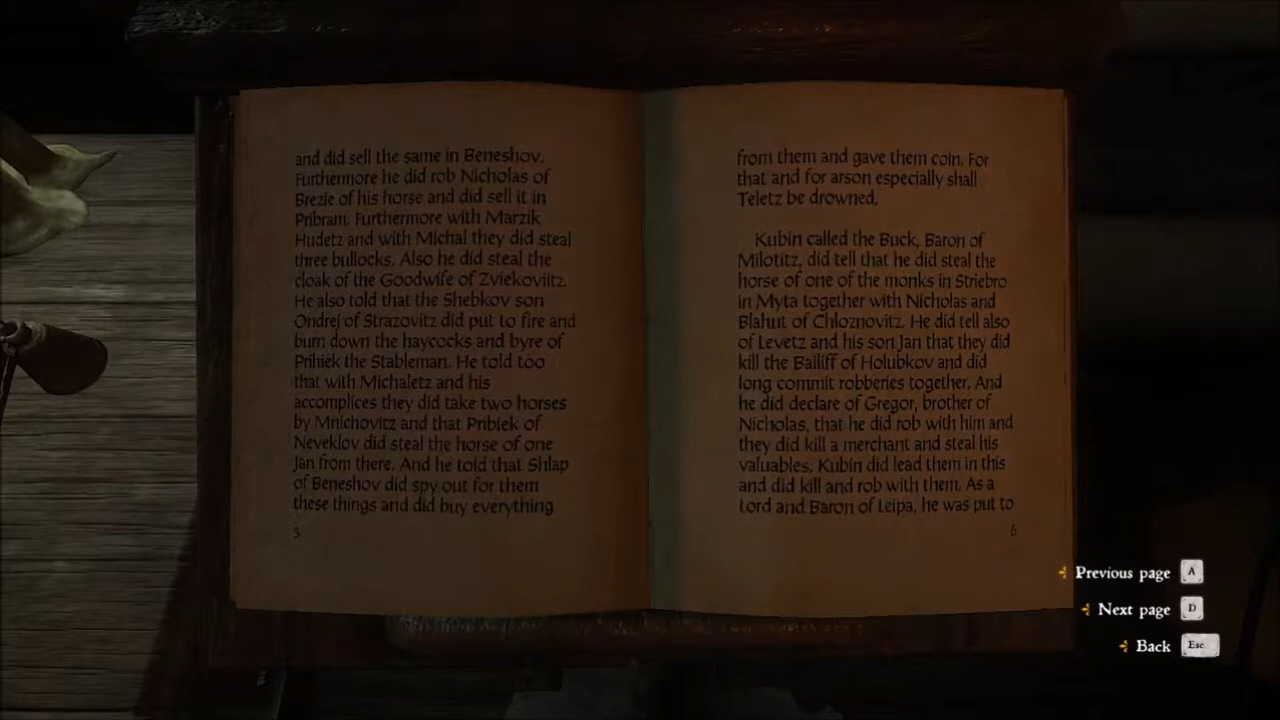 and did sell the same in Beneshov.
Furthermore he did rob Nicholas of
Brezie of his horse and did sell it in
Pribram. Furthermore with Marzik
Hudetz and with Michal they did steal
three bullocks. Also he did steal the
cloak of the Goodwife of Zviekoviitz.
He also told that the Shebkov son
Ondrej of Strazovitz did put to fire and
burn down the haycocks and byre of
Prihiek the Stableman. He told too
that with Michaletz and his
accomplices they did take two horses
by Mnichovitz and that Pribiek of
Neveklov did steal the horse of one
Jan from there. And he told that Shlap
of Beneshov did spy out for them
these things and did buy everything
5
from them and gave them coin. For
that and for arson especially shall
Teletz be drowned.
Kubin called the Buck, Baron of
Milotitz, did tell that he did steal the
horse of one of the monks in Striebro
in Myta together with Nicholas and
Blahut of Chloznovitz. He did tell also
of Levetz and his son Jan that they did
kill the Bailiff of Holubkov and did
long commit robberies together. And
he did declare of Gregor, brother of
Nicholas, that he did rob with him and
they did kill a merchant and steal his
valuables. Kubin did lead them in this
and did kill and rob with them. As a
Lord and Baron of Leipa, he was put to
6
Previous page A
Next page D
Back Esc